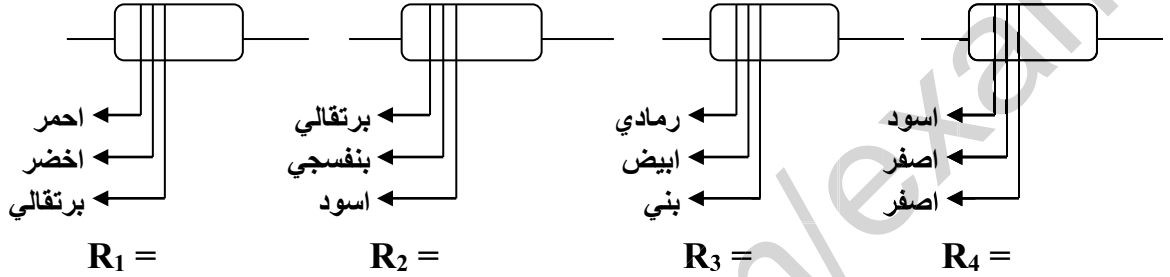 احمر برتقالي رمادي اسود
اخضر بنفسجي ابيض اصفر
برتقالي اسود بني اصفر
R₁ = R₂ = R₃ = R₄ =